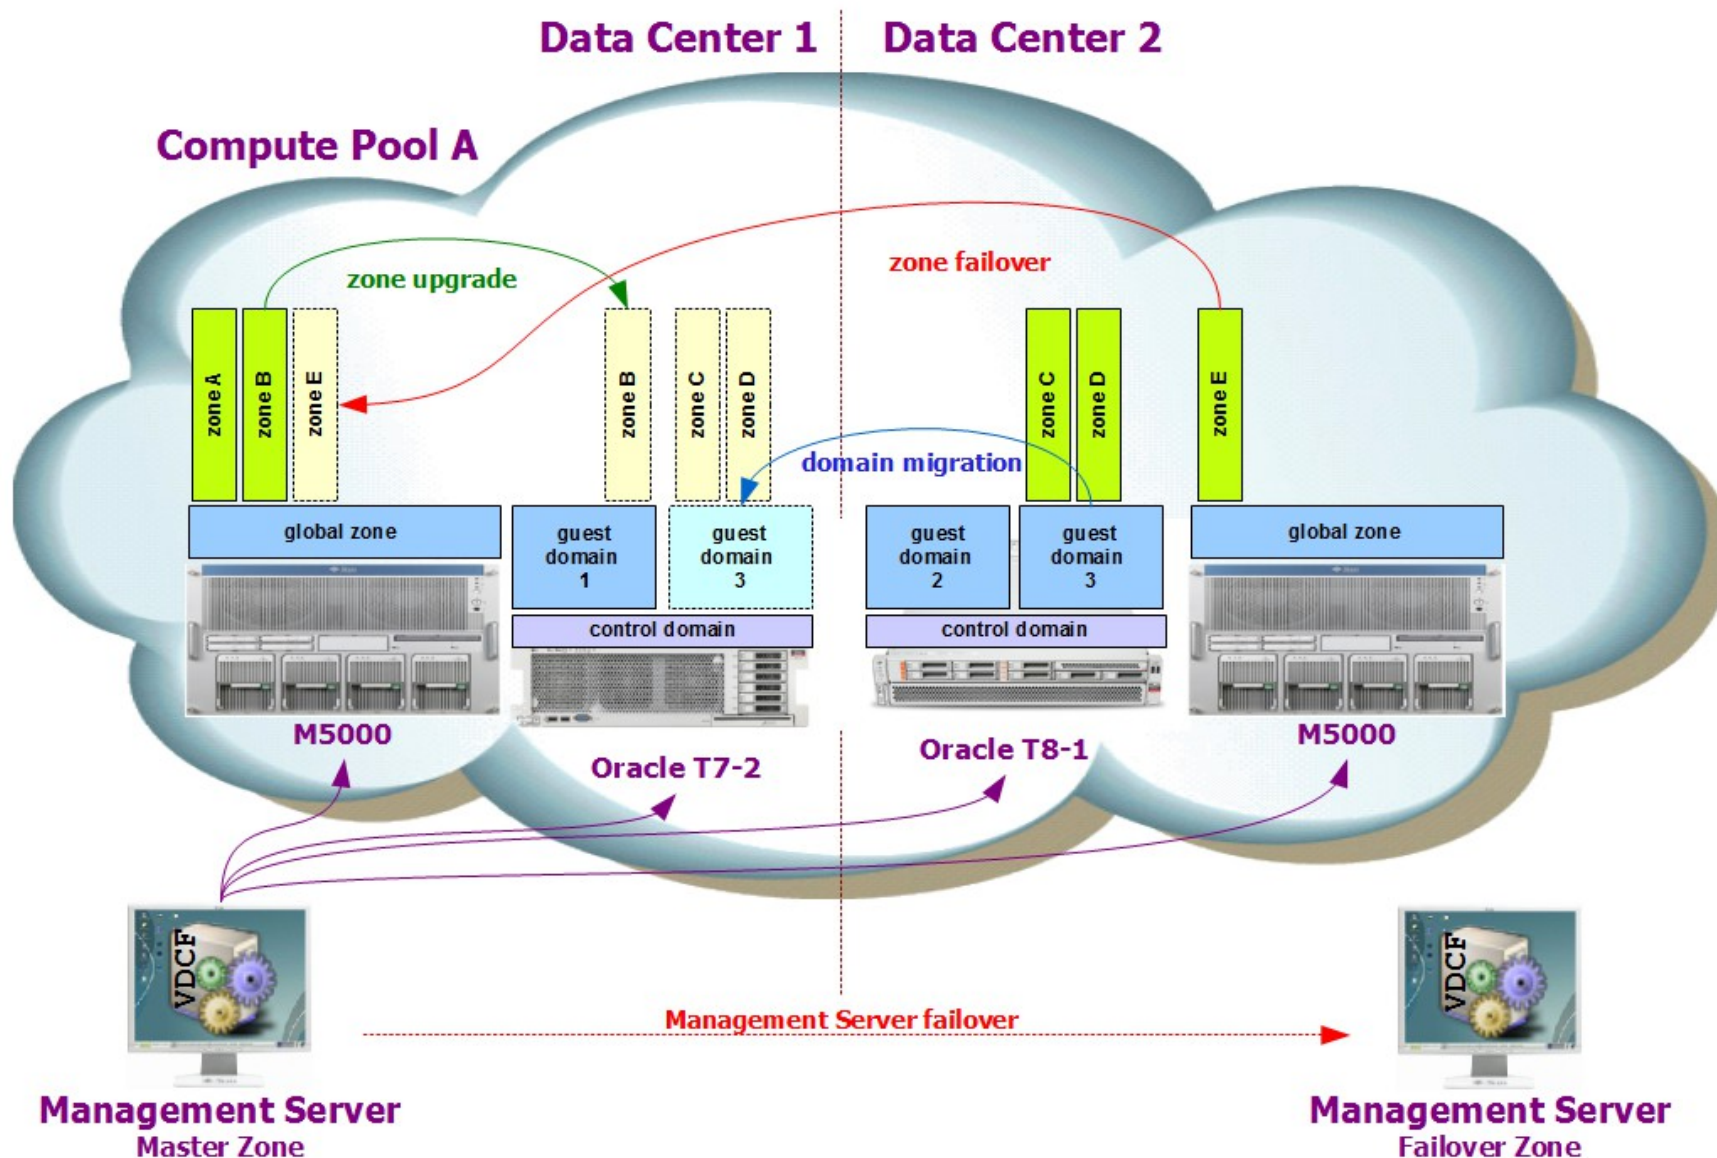 Data Center 1
Data Center 2
Compute Pool A
zone upgrade
zone failover
zone A
zone B
zone E
zone B
zone C
zone D
zone C
zone D
zone E
domain migration
global zone
guest
domain
1
guest
domain
3
guest
domain
2
guest
domain
3
global zone
control domain
control domain
M5000
Oracle T7-2
Oracle T8-1
M5000
VDCF
VDCF
Management Server failover
Management Server
Master Zone
Management Server
Failover Zone